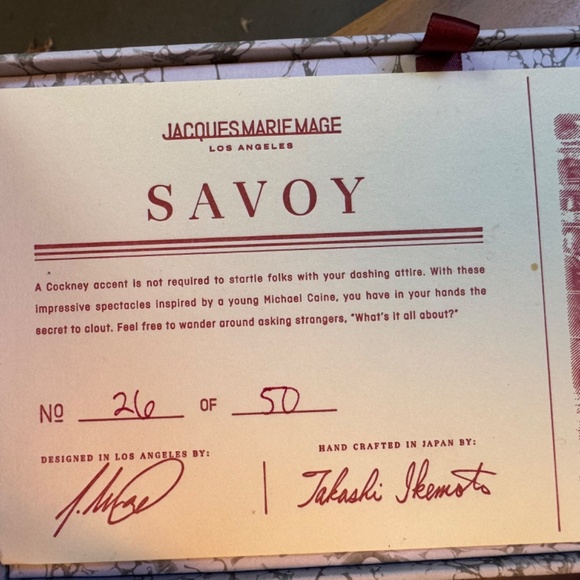 JACQUESMARIEMAGE
LOS ANGELES
SAVOY
A Cockney accent is not required to startle folks with your dashing attire. With these
impressive spectacles inspired by a young Michael Caine, you have in your hands the
secret to clout. Feel free to wander around asking strangers, "What's it all about?"
Nº 26 OF 50
DESIGNED IN LOS ANGELES BY:
HAND CRAFTED IN JAPAN BY:
J. Mage
Takashi Ikemoto